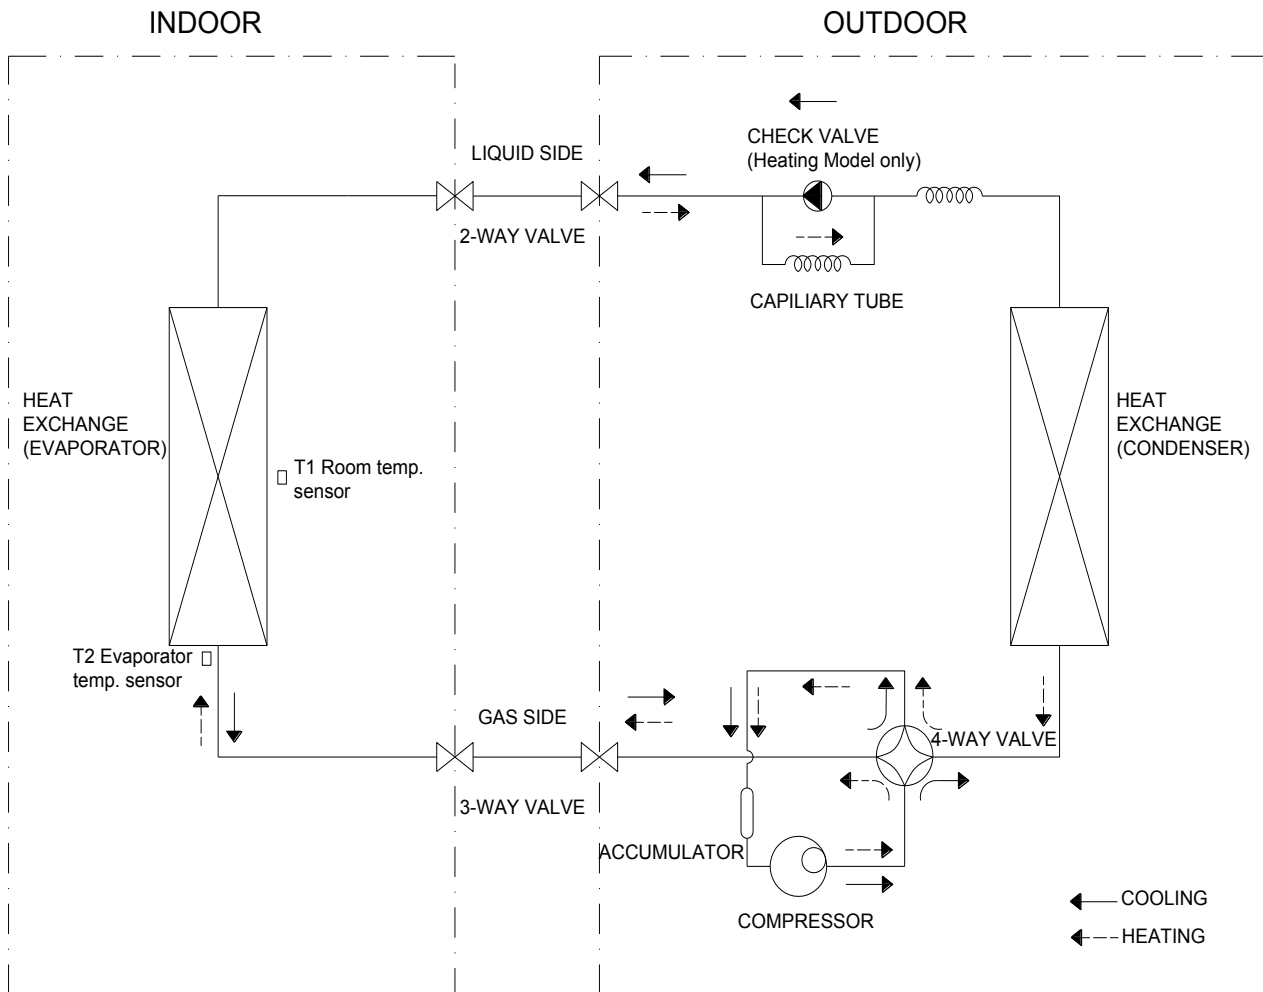 INDOOR
OUTDOOR
CHECK VALVE
(Heating Model only)
LIQUID SIDE
2-WAY VALVE
CAPILIARY TUBE
HEAT
EXCHANGE
(EVAPORATOR)
T1 Room temp.
sensor
HEAT
EXCHANGE
(CONDENSER)
T2 Evaporator
temp. sensor
GAS SIDE
4-WAY VALVE
3-WAY VALVE
ACCUMULATOR
COMPRESSOR
COOLING
HEATING